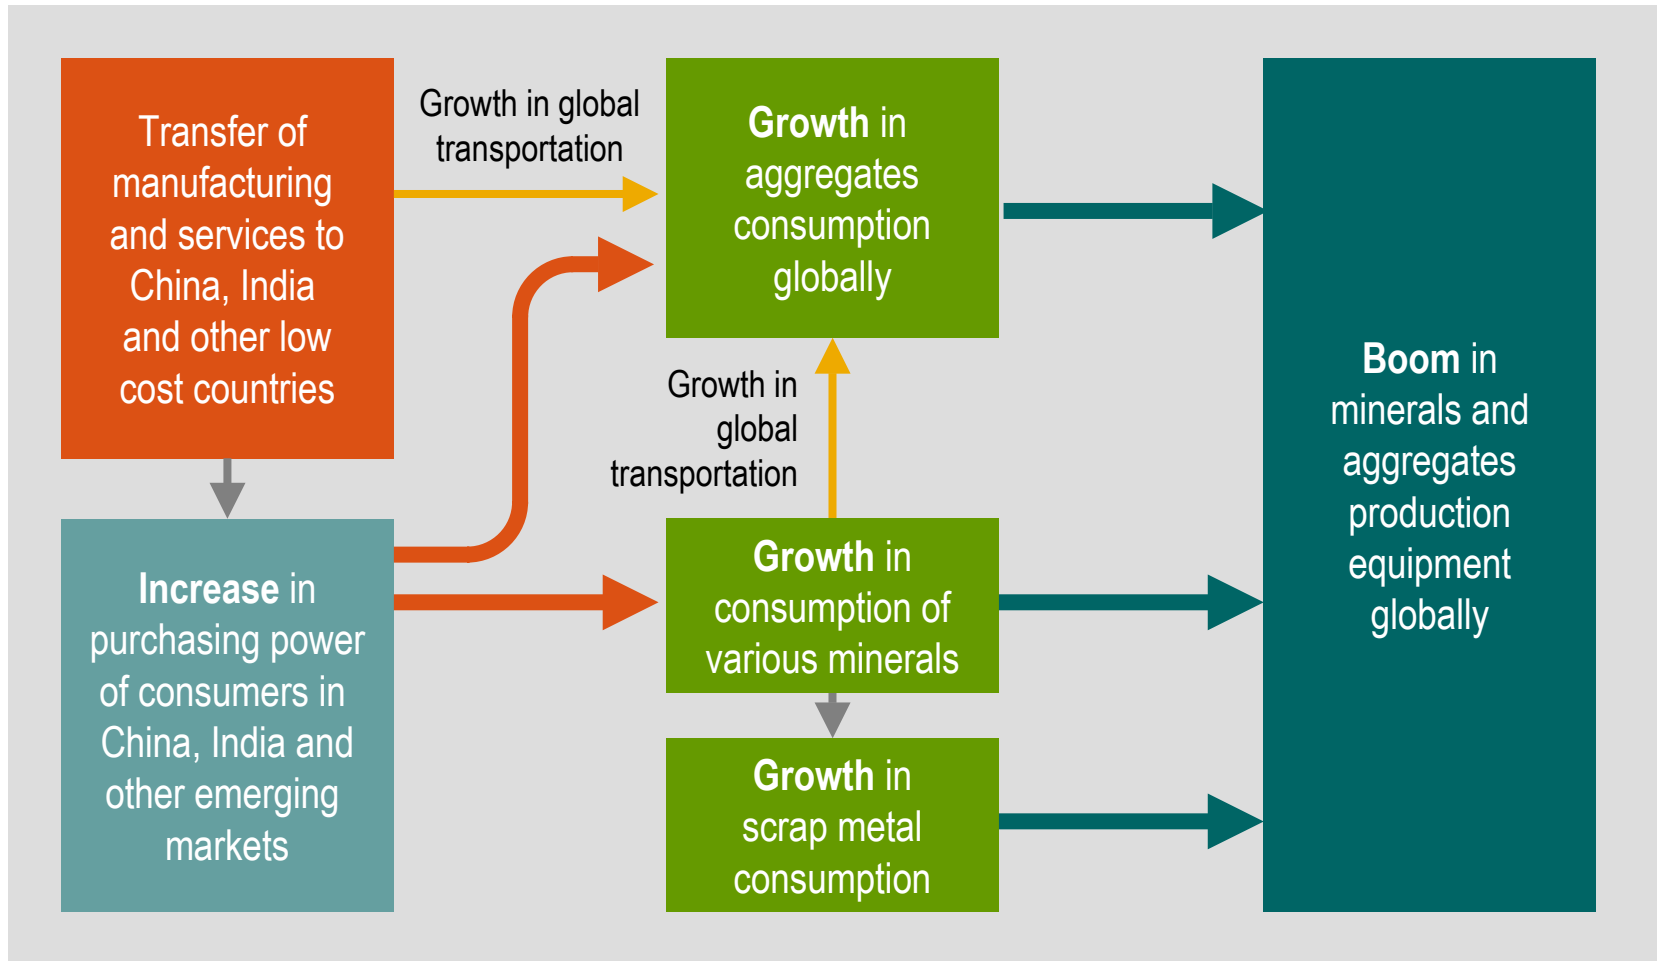 Transfer of
manufacturing
and services to
China, India
and other low
cost countries
Growth in global
transportation
Growth in
aggregates
consumption
globally
Growth in
global
transportation
Increase in
purchasing power
of consumers in
China, India and
other emerging
markets
Growth in
consumption of
various minerals
Growth in
scrap metal
consumption
Boom in
minerals and
aggregates
production
equipment
globally